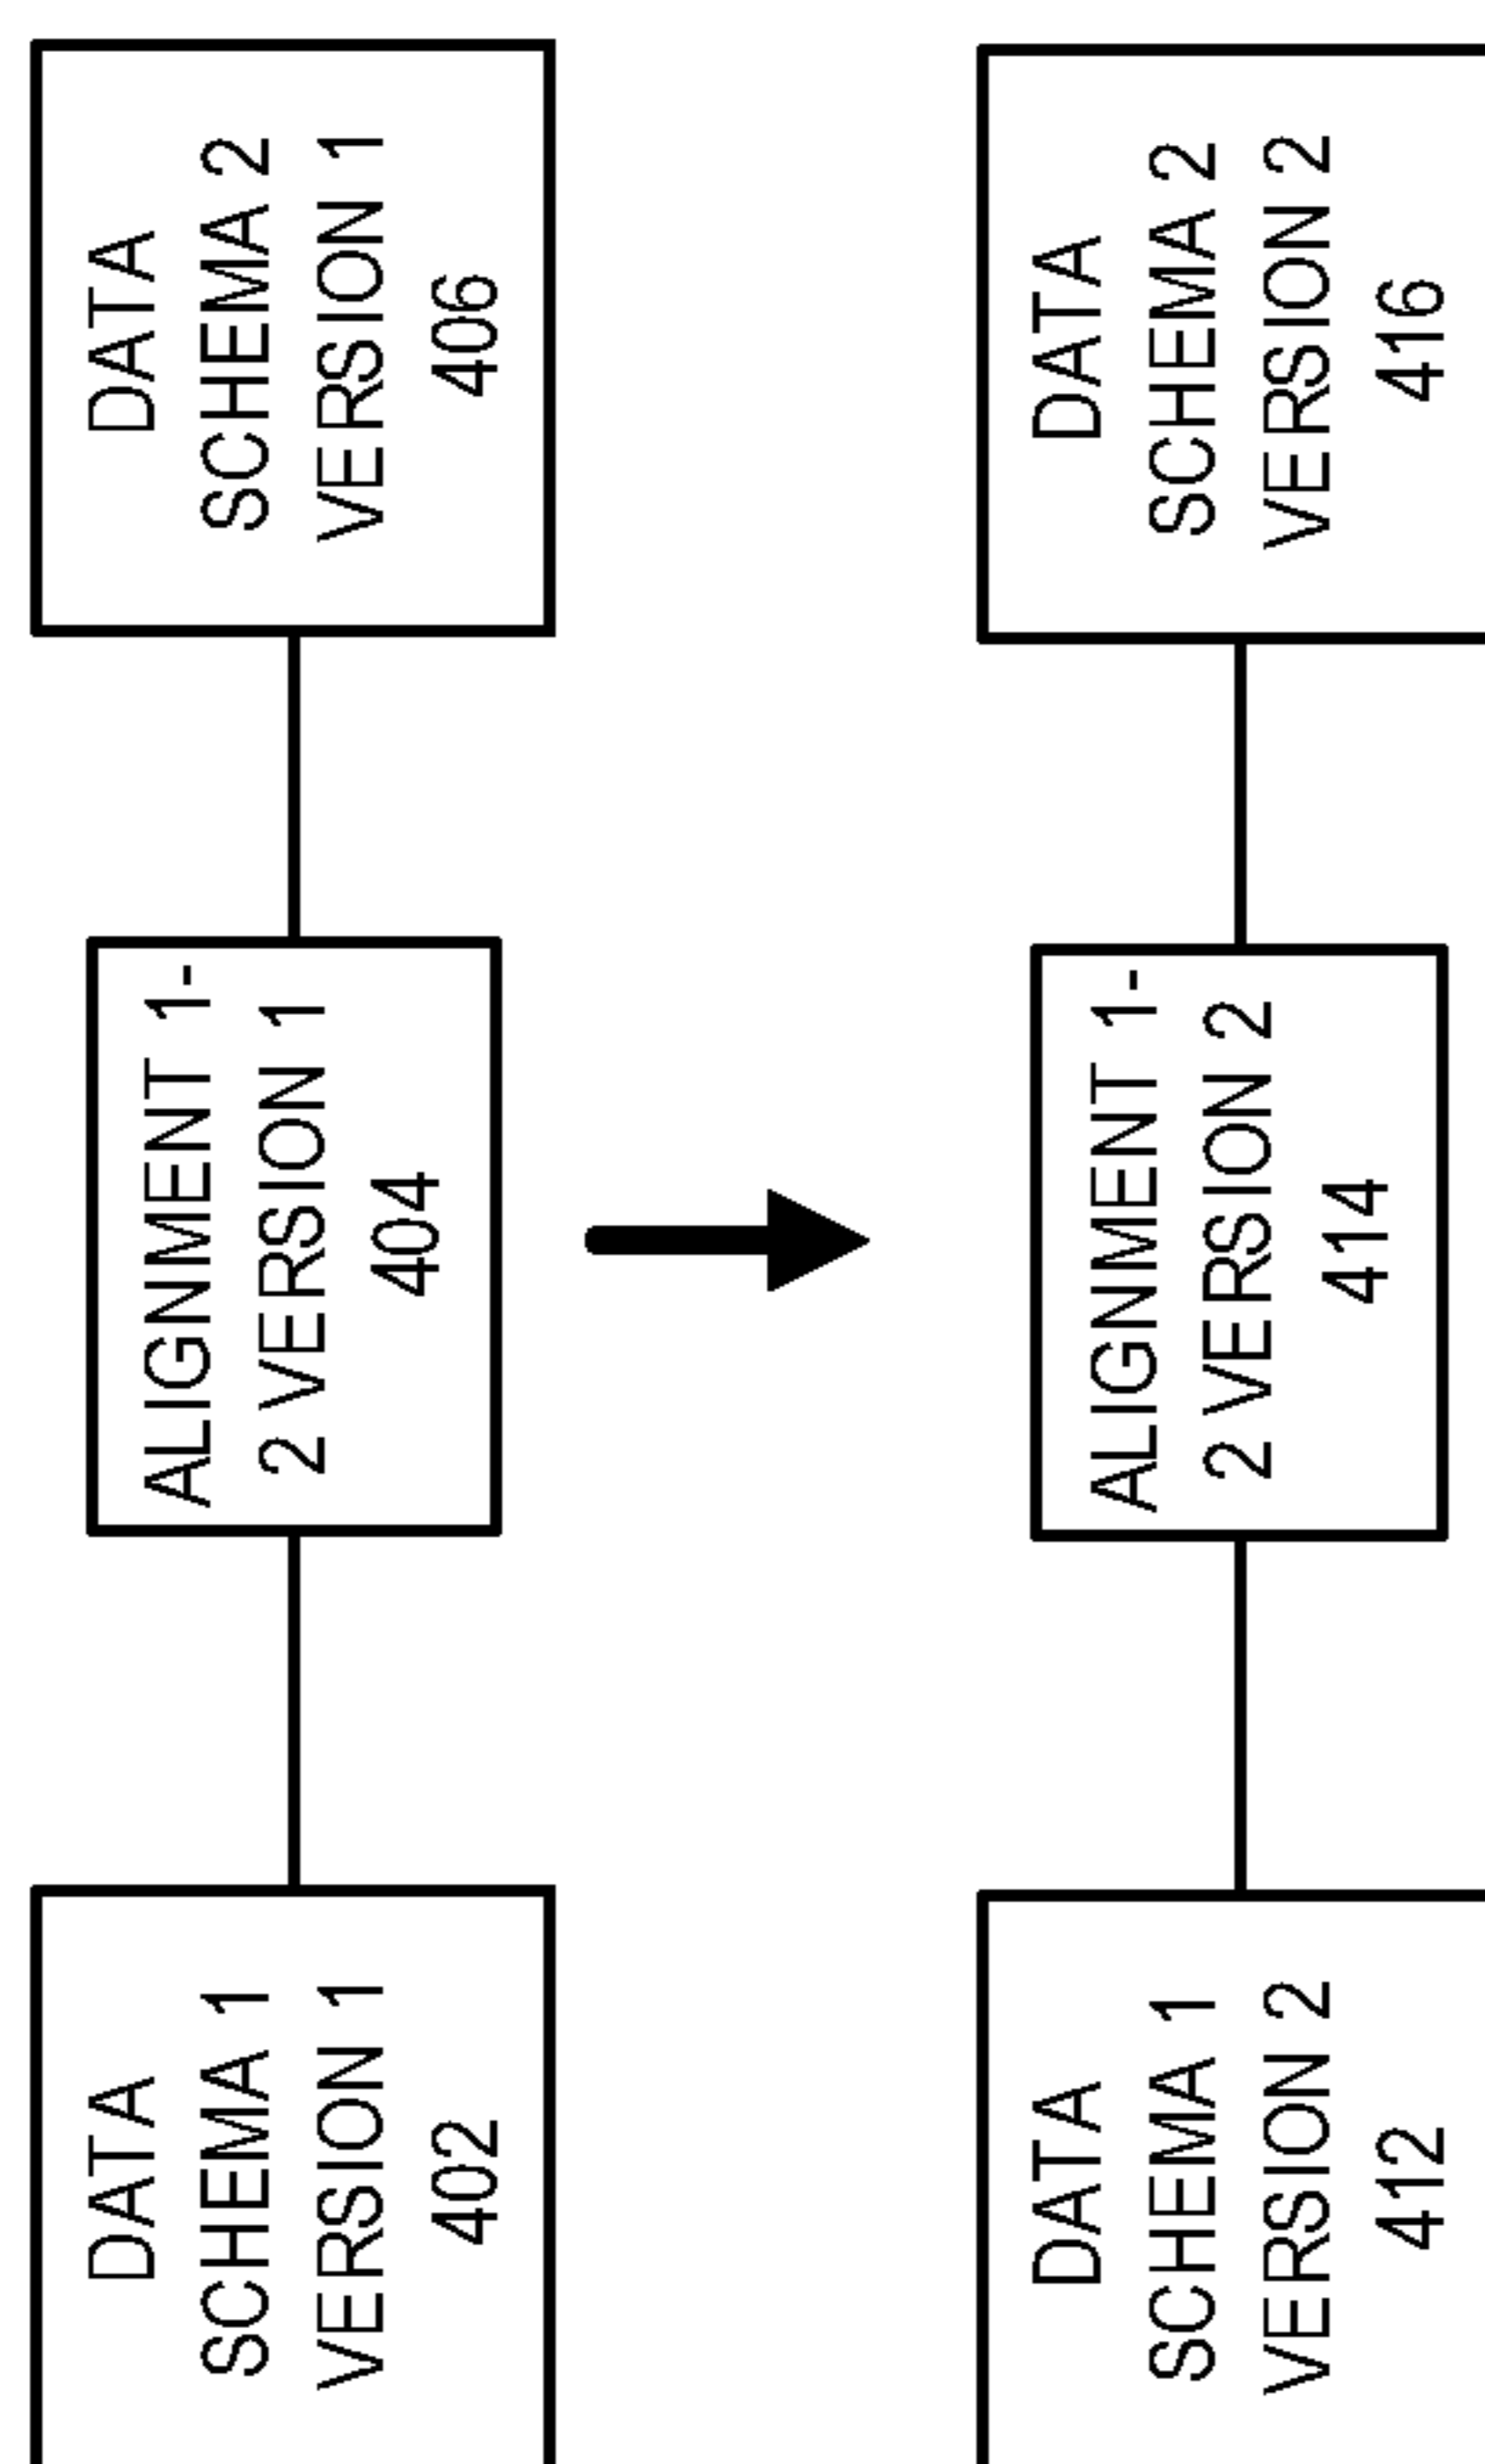 DATA
SCHEMA 1
VERSION 1
402
ALIGNMENT 1-
2 VERSION 1
404
DATA
SCHEMA 2
VERSION 1
406
DATA
SCHEMA 1
VERSION 2
412
ALIGNMENT 1-
2 VERSION 2
414
DATA
SCHEMA 2
VERSION 2
416